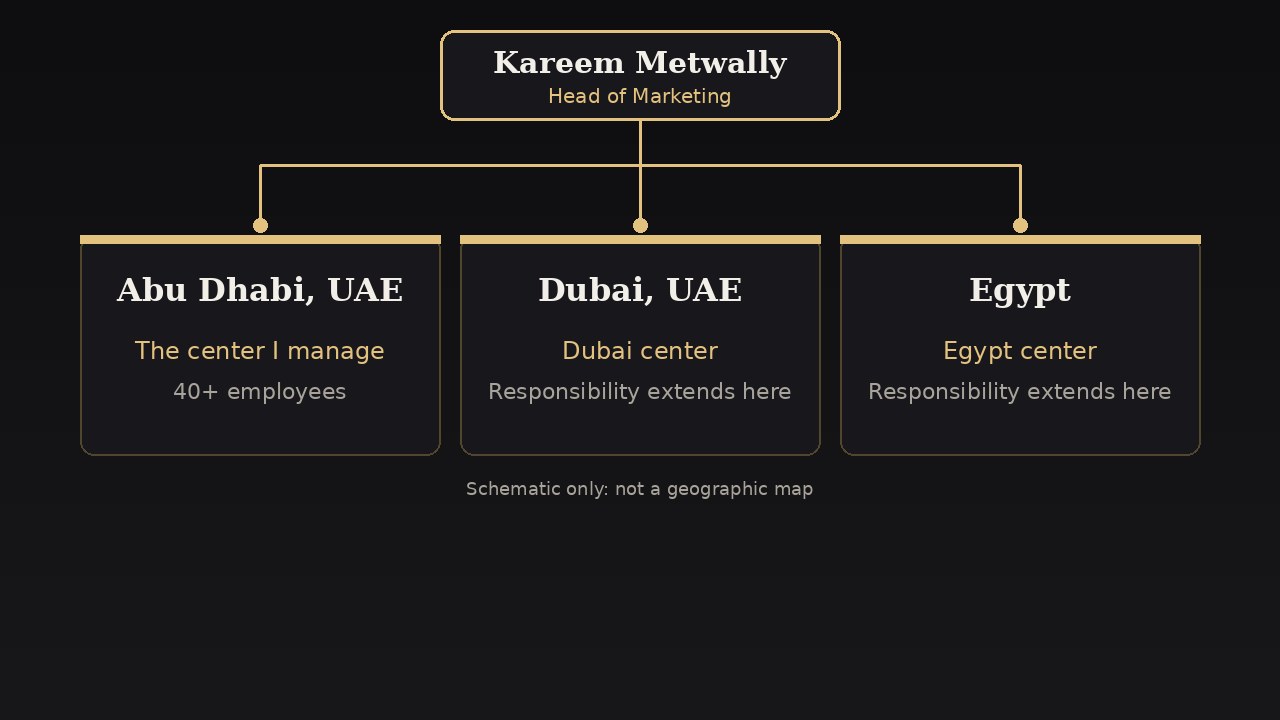 Kareem Metwally
Head of Marketing
Abu Dhabi, UAE
The center I manage
40+ employees
Dubai, UAE
Dubai center
Responsibility extends here
Egypt
Egypt center
Responsibility extends here
Schematic only: not a geographic map